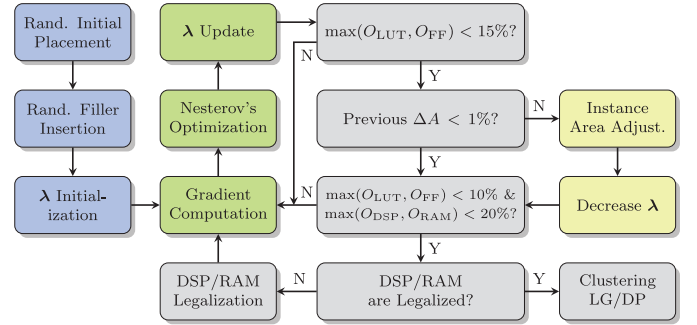 Rand. Initial
Placement
λ Update
max(O_LUT, O_FF) < 15%?
N
Y
Rand. Filler
Insertion
Nesterov's
Optimization
Previous ΔA < 1%?
N
Instance
Area Adjust.
Y
λ Initial-
ization
Gradient
Computation
N
max(O_LUT, O_FF) < 10% &
max(O_DSP, O_RAM) < 20%?
Decrease λ
Y
DSP/RAM
Legalization
N
DSP/RAM
are Legalized?
Y
Clustering
LG/DP